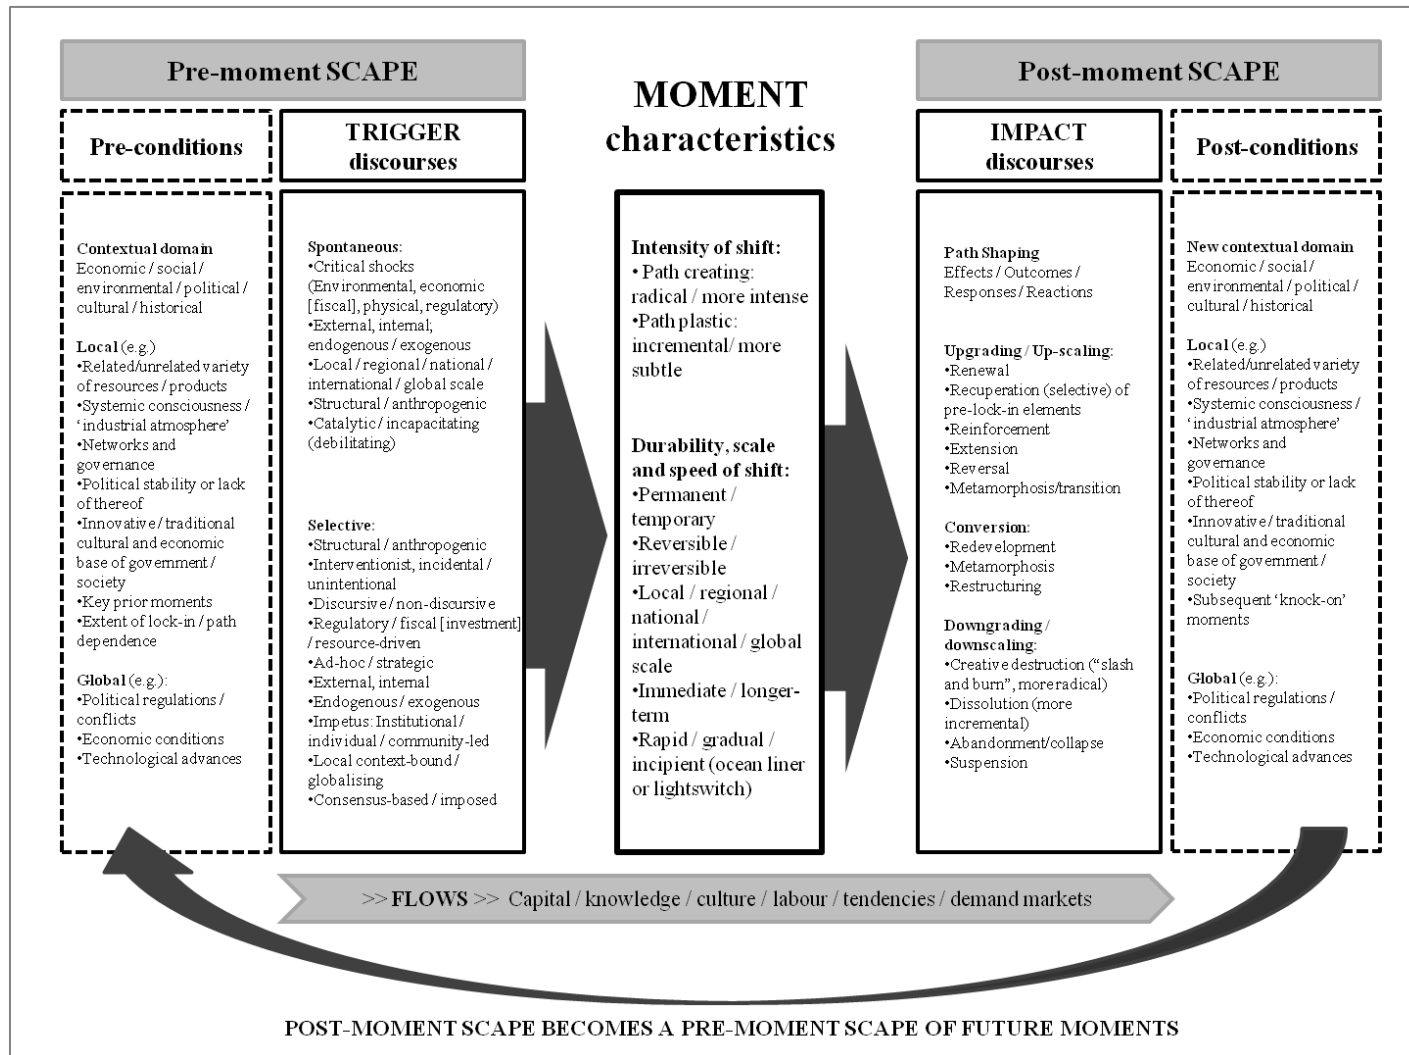 Pre-moment SCAPE
Pre-conditions
Contextual domain
Economic / social /
environmental / political /
cultural / historical
Local (e.g.)
•Related/unrelated variety
of resources / products
•Systemic consciousness /
‘industrial atmosphere’
•Networks and
governance
•Political stability or lack
of thereof
•Innovative / traditional
cultural and economic
base of government /
society
•Key prior moments
•Extent of lock-in / path
dependence
Global (e.g.):
•Political regulations /
conflicts
•Economic conditions
•Technological advances
TRIGGER
discourses
Spontaneous:
•Critical shocks
(Environmental, economic
[fiscal], physical, regulatory)
•External, internal;
endogenous / exogenous
•Local / regional / national /
international / global scale
•Structural / anthropogenic
•Catalytic / incapacitating
(debilitating)
Selective:
•Structural / anthropogenic
•Interventionist, incidental /
unintentional
•Discursive / non-discursive
•Regulatory / fiscal [investment]
/ resource-driven
•Ad-hoc / strategic
•External, internal
•Endogenous / exogenous
•Impetus: Institutional /
individual / community-led
•Local context-bound /
globalising
•Consensus-based / imposed
MOMENT
characteristics
Intensity of shift:
•Path creating:
radical / more intense
•Path plastic:
incremental/ more
subtle
Durability, scale
and speed of shift:
•Permanent /
temporary
•Reversible /
irreversible
•Local / regional /
national /
international / global
scale
•Immediate / longer-
term
•Rapid / gradual /
incipient (ocean liner
or lightswitch)
Post-moment SCAPE
IMPACT
discourses
Path Shaping
Effects / Outcomes /
Responses / Reactions
Upgrading / Up-scaling:
•Renewal
•Recuperation (selective) of
pre-lock-in elements
•Reinforcement
•Extension
•Reversal
•Metamorphosis/transition
Conversion:
•Redevelopment
•Metamorphosis
•Restructuring
Downgrading /
downscaling:
•Creative destruction (“slash
and burn”, more radical)
•Dissolution (more
incremental)
•Abandonment/collapse
•Suspension
Post-conditions
New contextual domain
Economic / social /
environmental / political /
cultural / historical
Local (e.g.)
•Related/unrelated variety
of resources / products
•Systemic consciousness /
‘industrial atmosphere’
•Networks and
governance
•Political stability or lack
of thereof
•Innovative / traditional
cultural and economic
base of government /
society
•Subsequent ‘knock-on’
moments
Global (e.g.):
•Political regulations /
conflicts
•Economic conditions
•Technological advances
>> FLOWS >> Capital / knowledge / culture / labour / tendencies / demand markets
POST-MOMENT SCAPE BECOMES A PRE-MOMENT SCAPE OF FUTURE MOMENTS